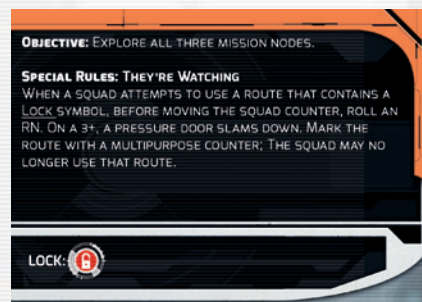 OBJECTIVE: EXPLORE ALL THREE MISSION NODES.
SPECIAL RULES: THEY'RE WATCHING
WHEN A SQUAD ATTEMPTS TO USE A ROUTE THAT CONTAINS A
LOCK SYMBOL, BEFORE MOVING THE SQUAD COUNTER, ROLL AN
RN. ON A 3+, A PRESSURE DOOR SLAMS DOWN. MARK THE
ROUTE WITH A MULTIPURPOSE COUNTER; THE SQUAD MAY NO
LONGER USE THAT ROUTE.
LOCK: